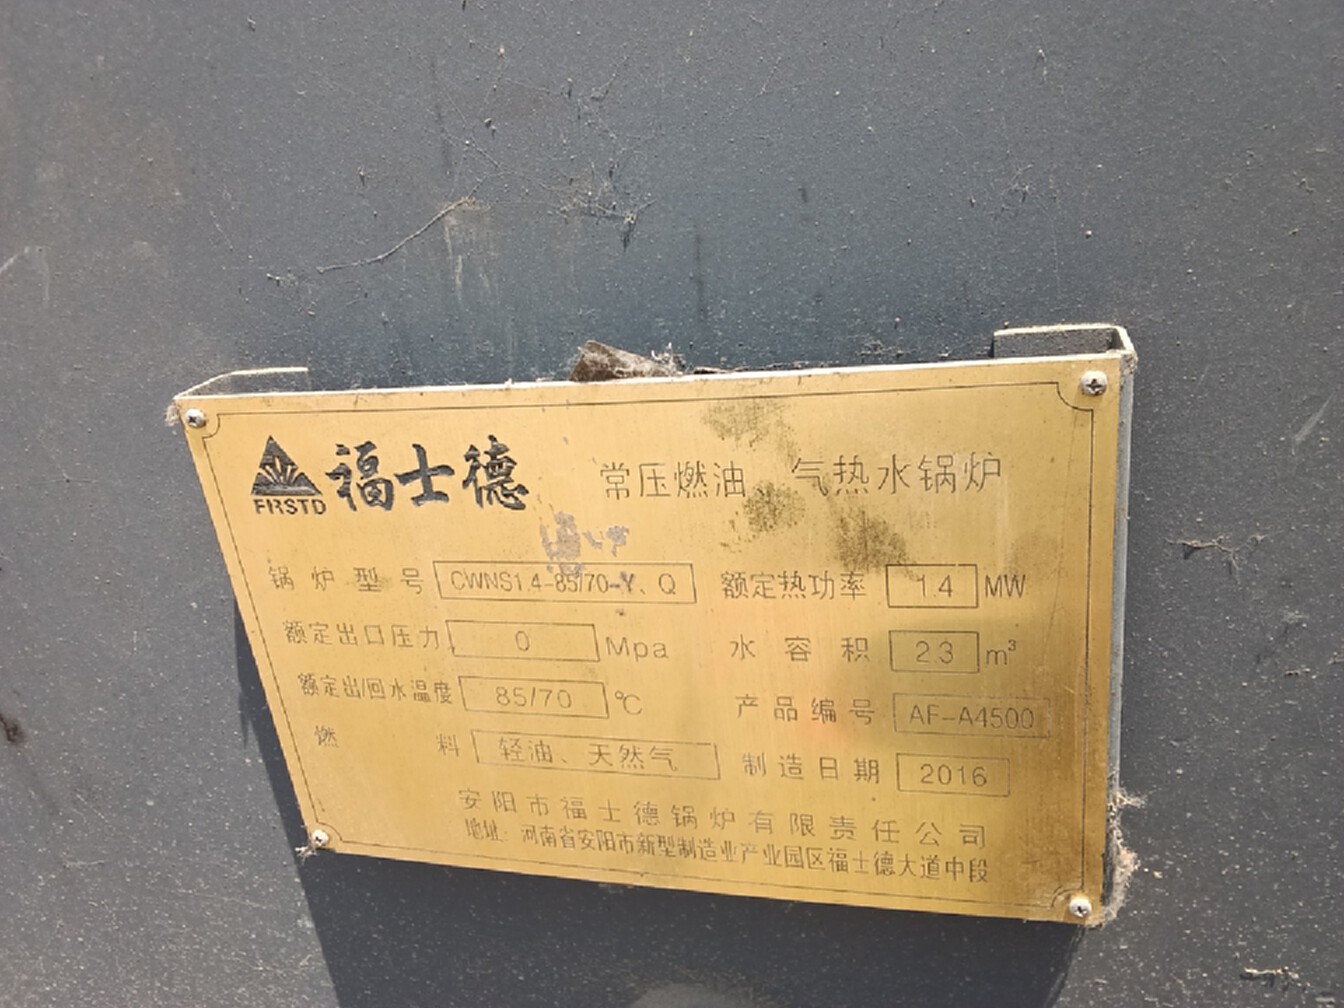 FIRSTD 福士德 常压燃油、气热水锅炉
锅炉型号 CWNS1.4-85/70-Y、Q 额定热功率 1.4 MW
额定出口压力 0 Mpa 水容积 2.3 m³
额定出/回水温度 85/70 ℃ 产品编号 AF-A4500
燃料 轻油、天然气 制造日期 2016
安阳市福士德锅炉有限责任公司
地址：河南省安阳市新型制造业产业园区福士德大道中段